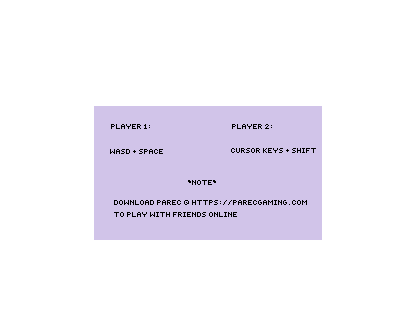 PLAYER 1:
PLAYER 2:
WASD + SPACE
CURSOR KEYS + SHIFT
*NOTE*
DOWNLOAD PAREC @ HTTPS://PARECGAMING.COM
TO PLAY WITH FRIENDS ONLINE